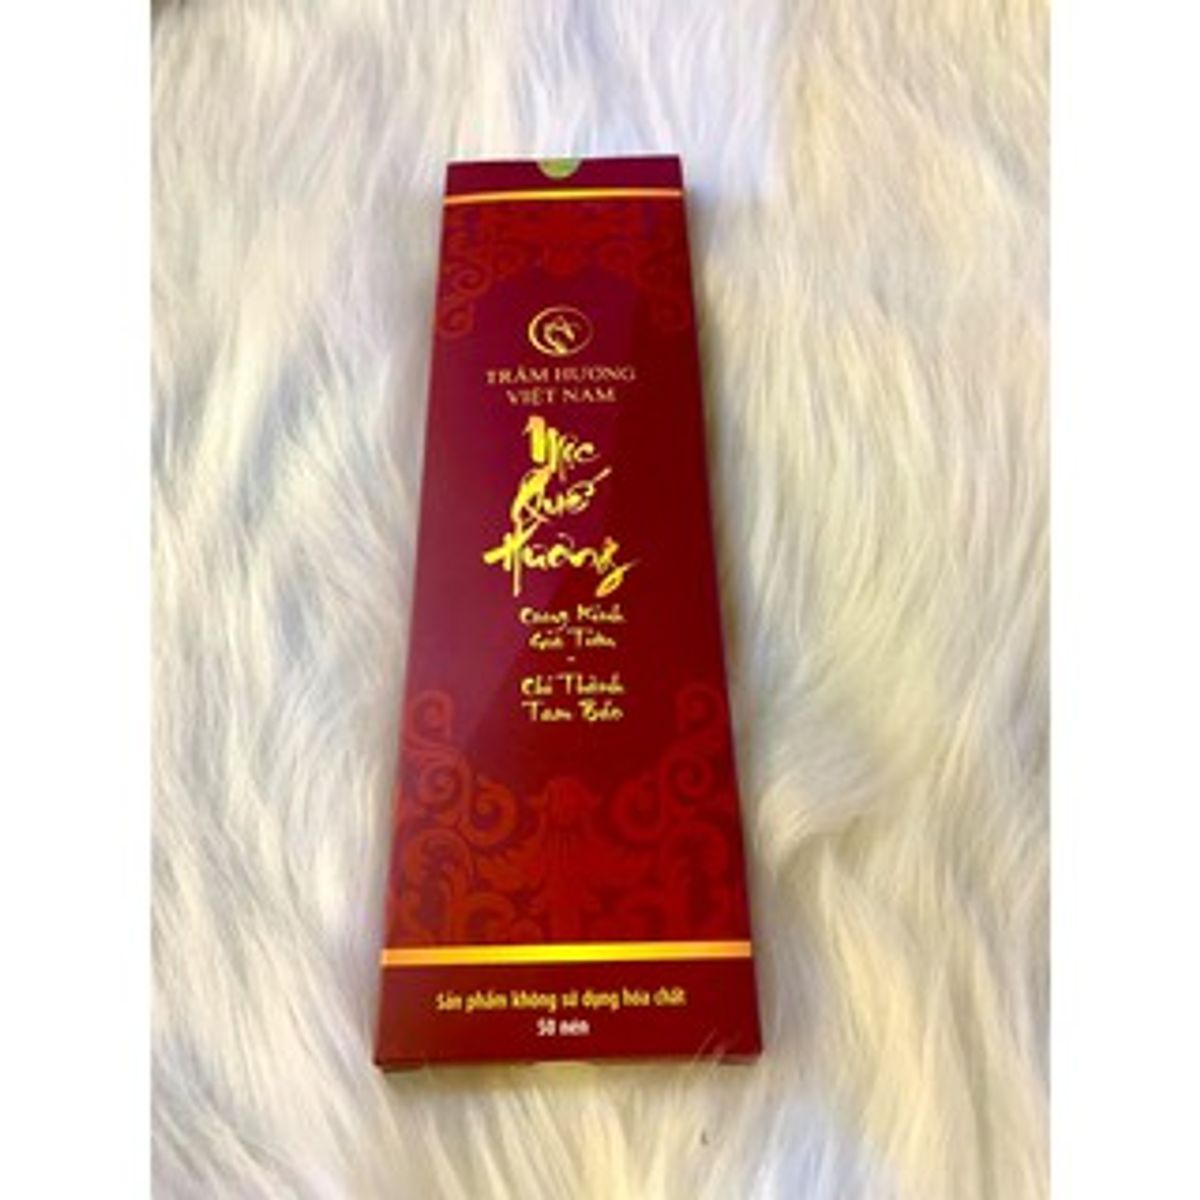 TRẦM HƯƠNG
VIỆT NAM
Mộc
Quế
Hương
Cung Kính
Gia Tiên
-
Chí Thành
Tam Bảo
Sản phẩm không sử dụng hóa chất
50 nén